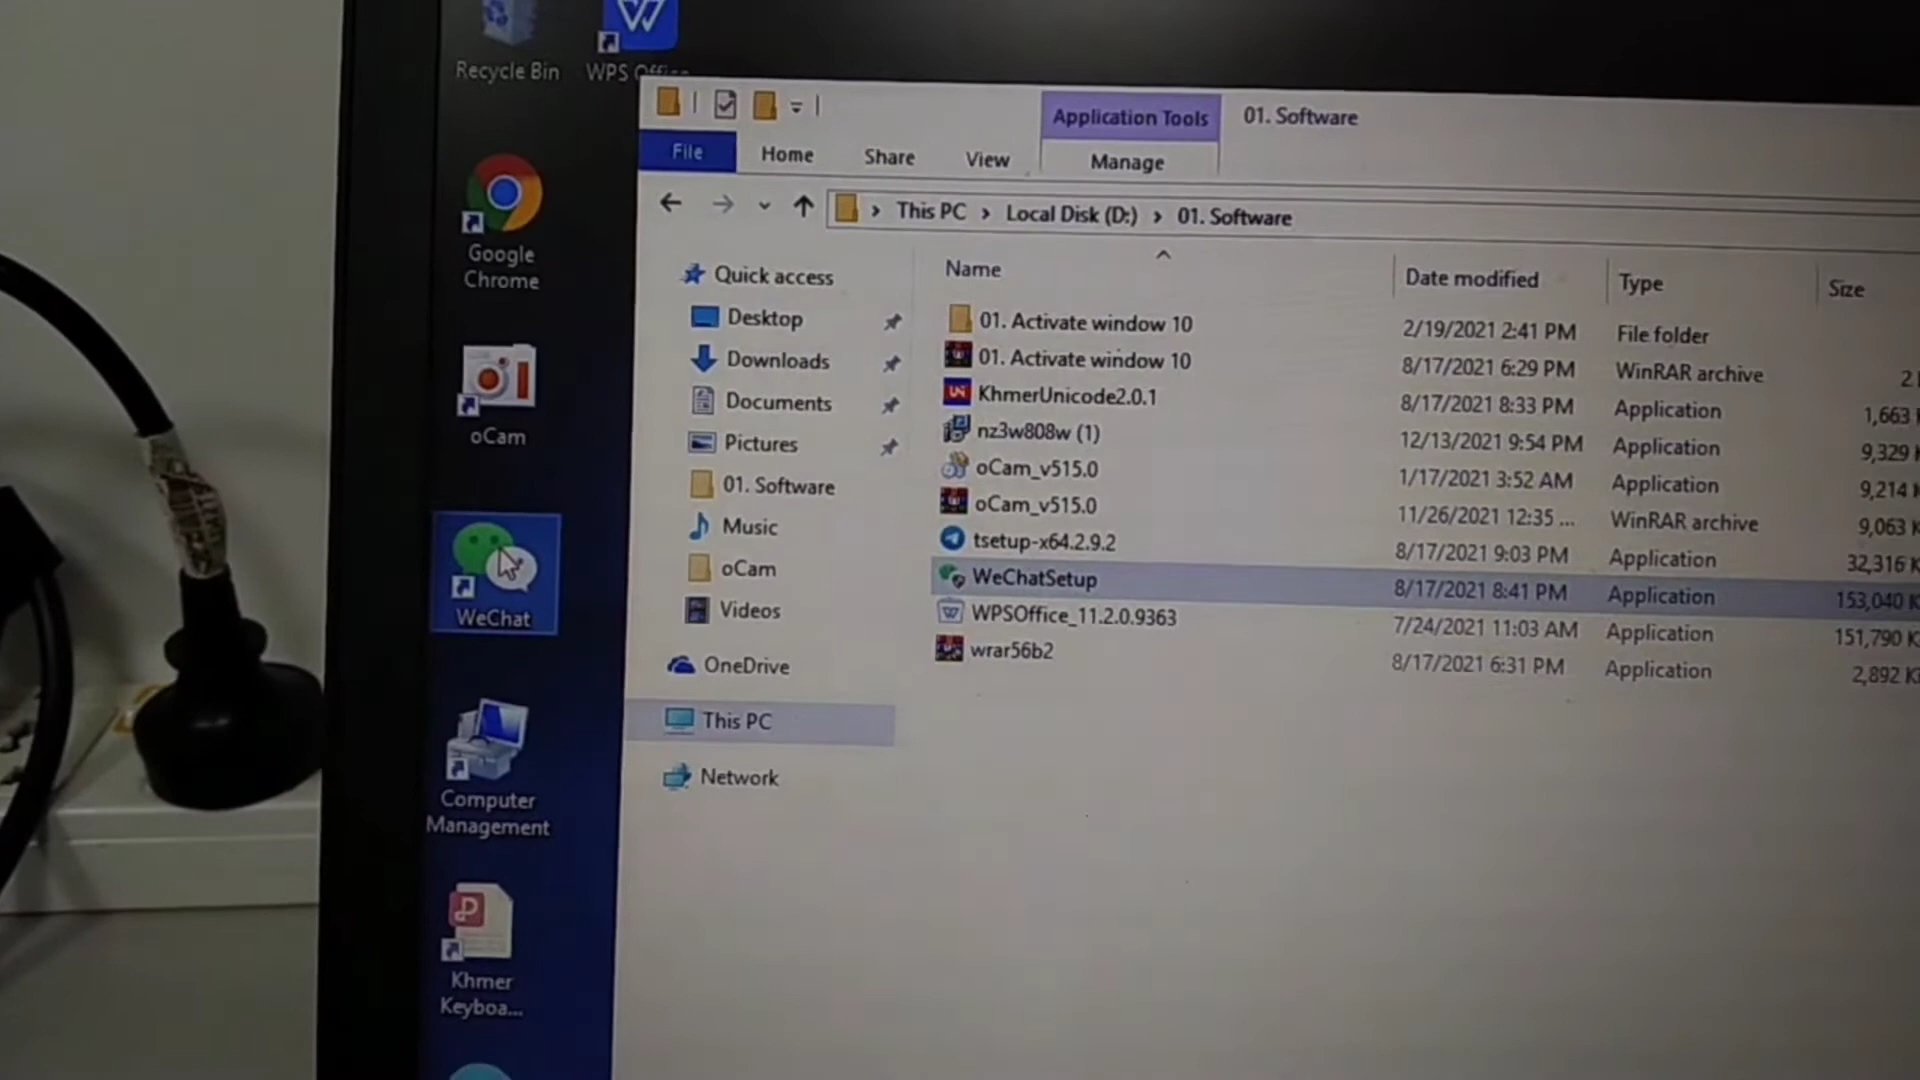 Recycle Bin
WPS Office
Google
Chrome
oCam
WeChat
Computer
Management
Khmer
Keyboa...
Application Tools
01. Software
File
Home
Share
View
Manage
This PC › Local Disk (D:) › 01. Software
Quick access
Desktop
Downloads
Documents
Pictures
01. Software
Music
oCam
Videos
OneDrive
This PC
Network
Name Date modified Type Size
01. Activate window 10 2/19/2021 2:41 PM File folder
01. Activate window 10 8/17/2021 6:29 PM WinRAR archive 2
KhmerUnicode2.0.1 8/17/2021 8:33 PM Application 1,663
nz3w808w (1) 12/13/2021 9:54 PM Application 9,329
oCam_v515.0 1/17/2021 3:52 AM Application 9,214
oCam_v515.0 11/26/2021 12:35 ... WinRAR archive 9,063
tsetup-x64.2.9.2 8/17/2021 9:03 PM Application 32,316
WeChatSetup 8/17/2021 8:41 PM Application 153,040
WPSOffice_11.2.0.9363 7/24/2021 11:03 AM Application 151,790
wrar56b2 8/17/2021 6:31 PM Application 2,892